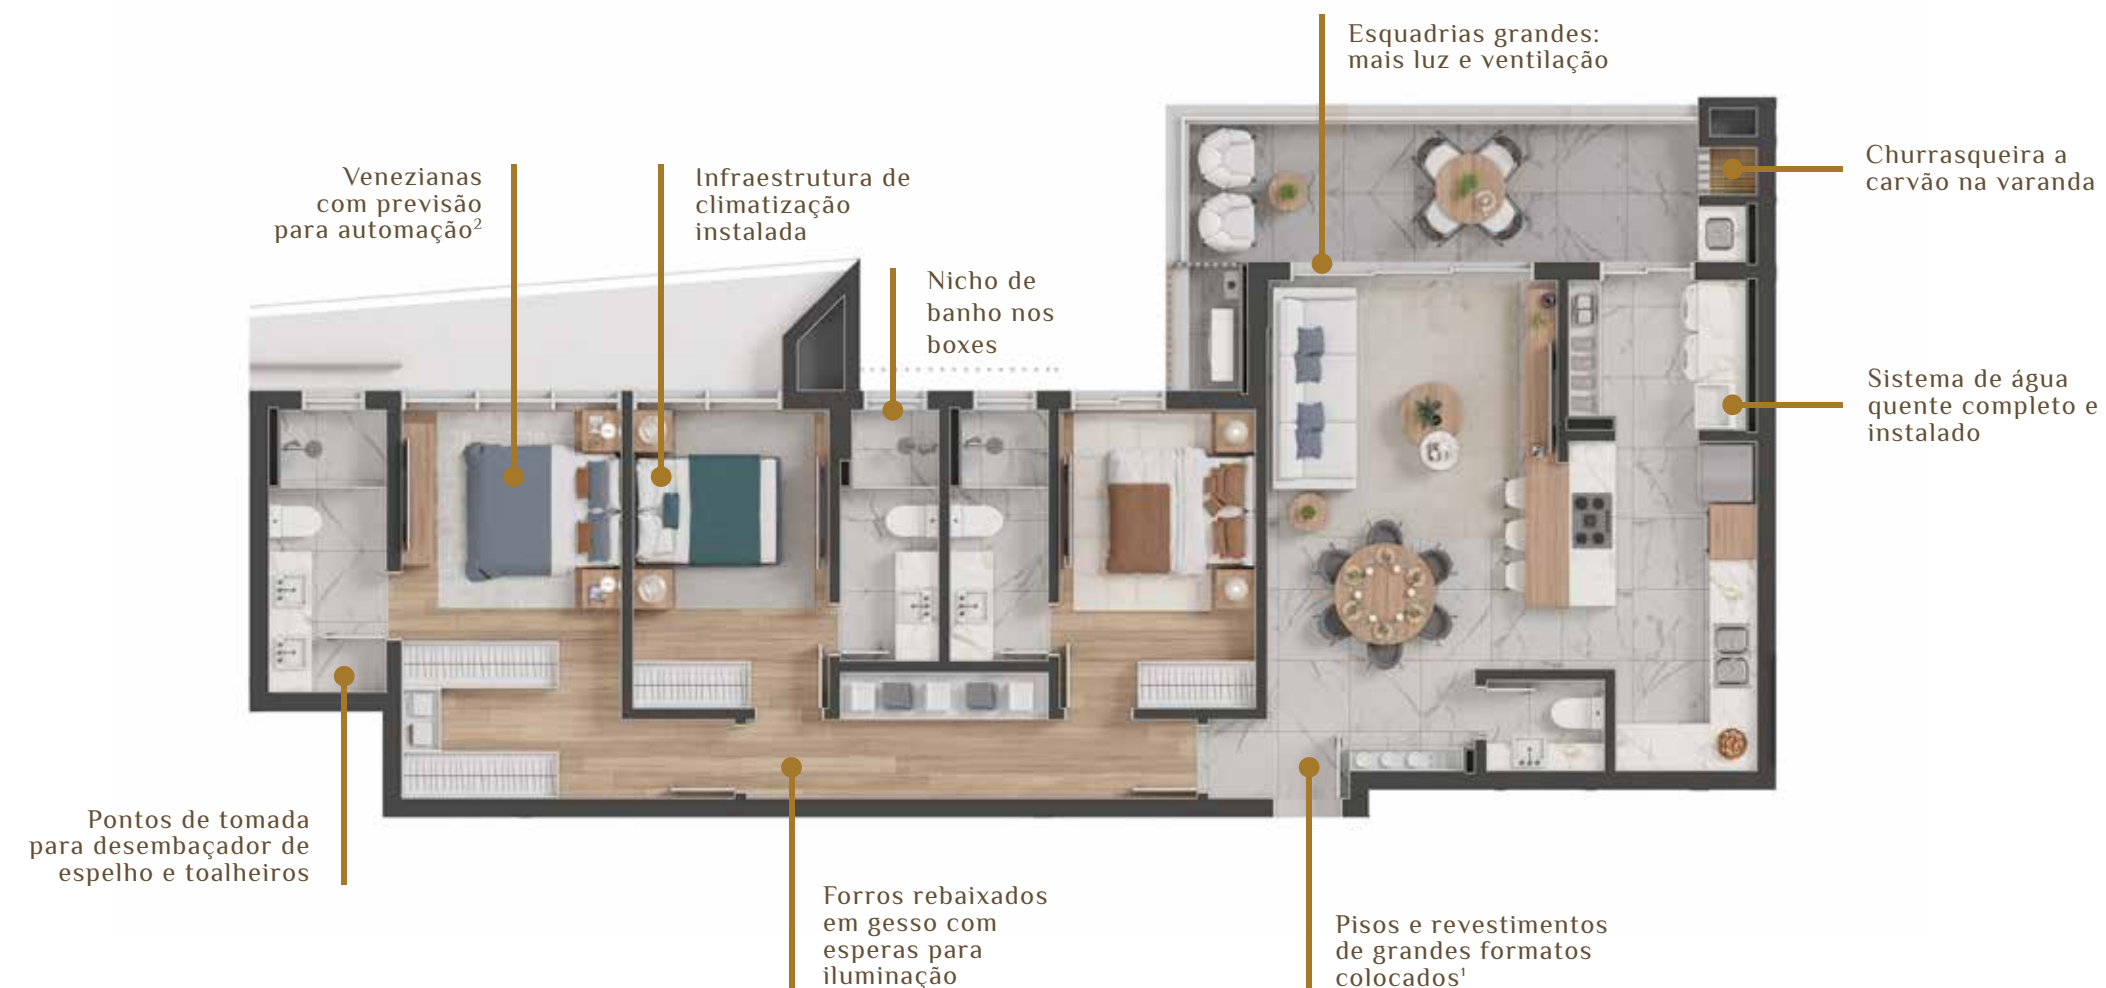 Esquadrias grandes:
mais luz e ventilação
Churrasqueira a
carvão na varanda
Venezianas
com previsão
para automação²
Infraestrutura de
climatização
instalada
Nicho de
banho nos
boxes
Sistema de água
quente completo e
instalado
Pontos de tomada
para desembaçador de
espelho e toalheiros
Forros rebaixados
em gesso com
esperas para
iluminação
Pisos e revestimentos
de grandes formatos
colocados¹